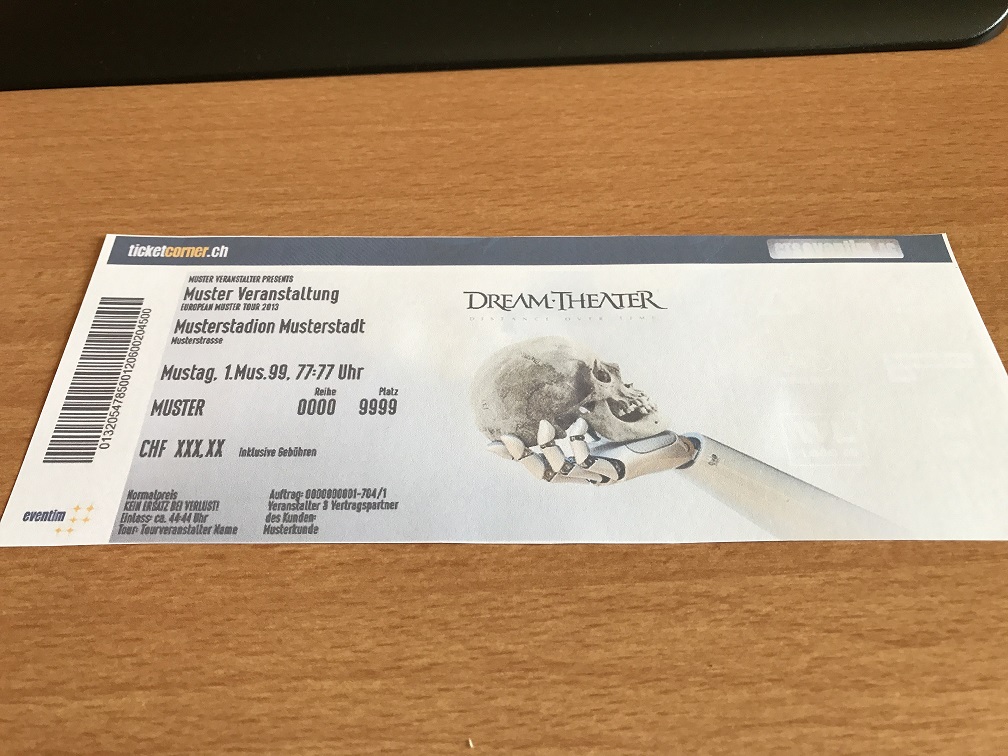 ticketcorner.ch
MUSTER VERANSTALTER PRESENTS
Muster Veranstaltung
EUROPEAN MUSTER TOUR 2013
Musterstadion Musterstadt
Musterstrasse
Mustag, 1.Mus.99, 77:77 Uhr
Reihe Platz
MUSTER 0000 9999
CHF XXX,XX Inklusive Gebühren
Normalpreis
KEIN ERSATZ BEI VERLUST!
Einlass: ca. 44:44 Uhr
Tour: Tourveranstalter Name
Auftrag: 0000000001-704/1
Veranstalter & Vertragspartner
des Kunden:
Musterkunde
eventim
013205478500120600204500
DREAM·THEATER
DISTANCE OVER TIME